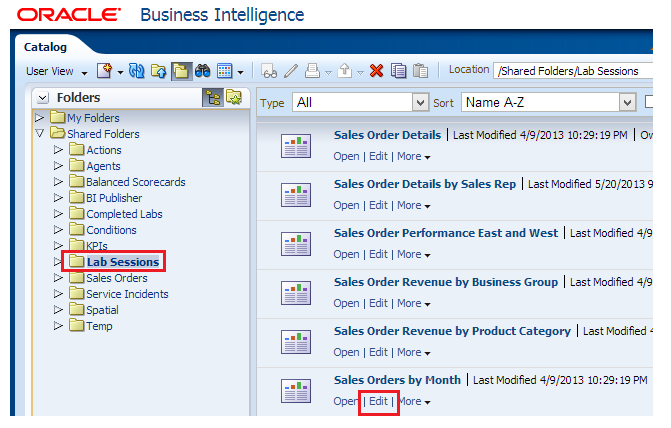 ORACLE® Business Intelligence
Catalog
User View
Location /Shared Folders/Lab Sessions
Folders
My Folders
Shared Folders
Actions
Agents
Balanced Scorecards
BI Publisher
Completed Labs
Conditions
KPIs
Lab Sessions
Sales Orders
Service Incidents
Spatial
Temp
Type All Sort Name A-Z
Sales Order Details | Last Modified 4/9/2013 10:29:19 PM | Ow
Open | Edit | More
Sales Order Details by Sales Rep | Last Modified 5/20/2013 9
Open | Edit | More
Sales Order Performance East and West | Last Modified 4/9
Open | Edit | More
Sales Order Revenue by Business Group | Last Modified 4/9
Open | Edit | More
Sales Order Revenue by Product Category | Last Modified 4
Open | Edit | More
Sales Orders by Month | Last Modified 4/9/2013 10:29:19 PM
Open | Edit | More